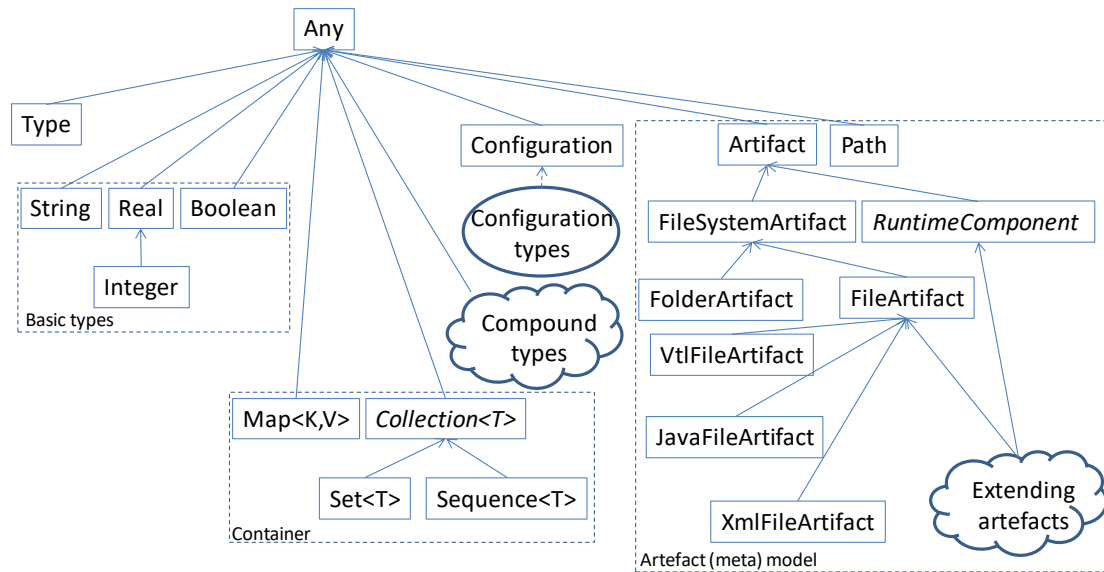 Any
Type
Configuration
Artifact
Path
String
Real
Boolean
Configuration
types
FileSystemArtifact
RuntimeComponent
Integer
Basic types
FolderArtifact
FileArtifact
Compound
types
VtlFileArtifact
Map<K,V>
Collection<T>
JavaFileArtifact
Set<T>
Sequence<T>
XmlFileArtifact
Extending
artefacts
Container
Artefact (meta) model